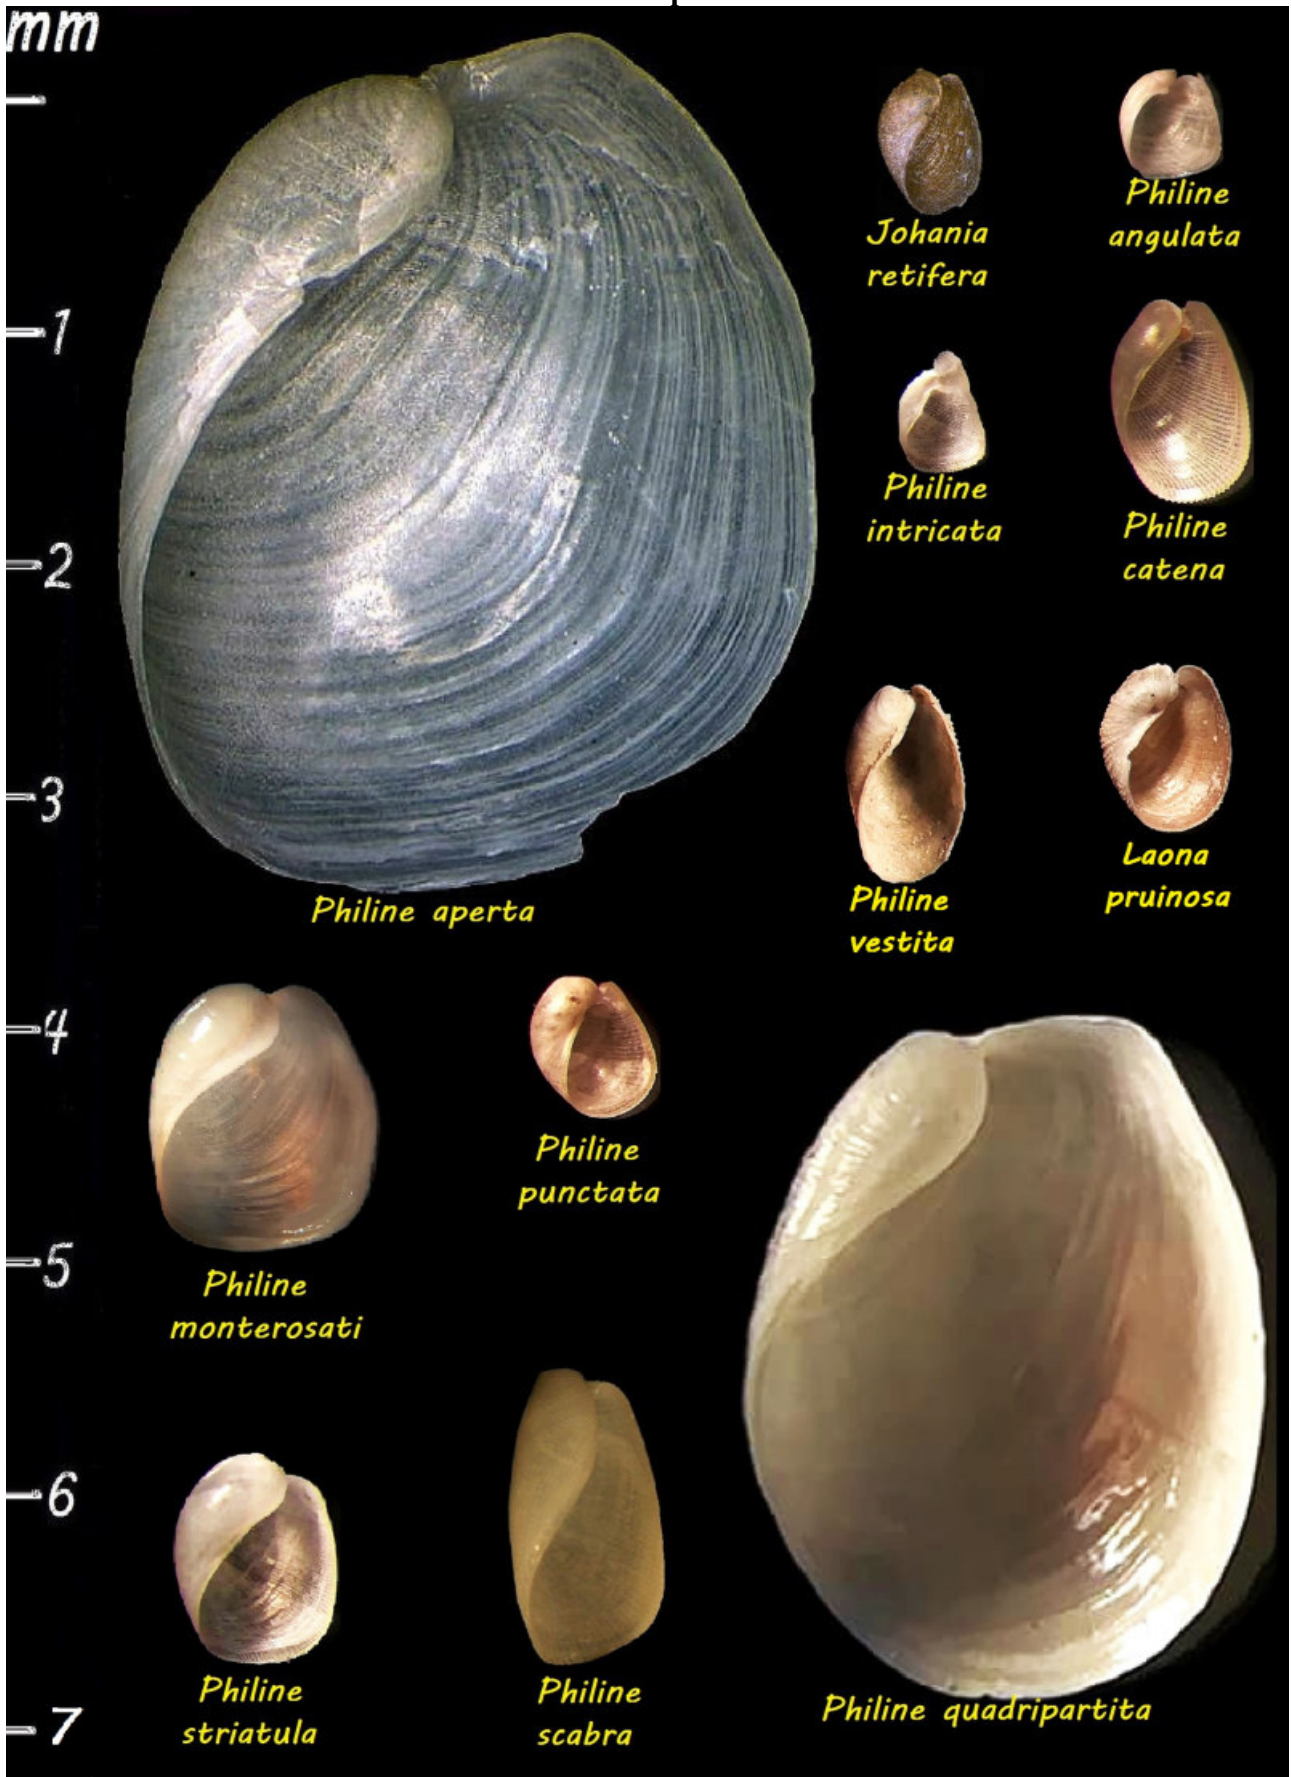 mm
Johania
retifera
Philine
angulata
1
Philine
intricata
Philine
catena
2
3
Philine aperta
Philine
vestita
Laona
pruinosa
4
Philine
monterosati
Philine
punctata
5
6
Philine
striatula
Philine
scabra
Philine quadripartita
7